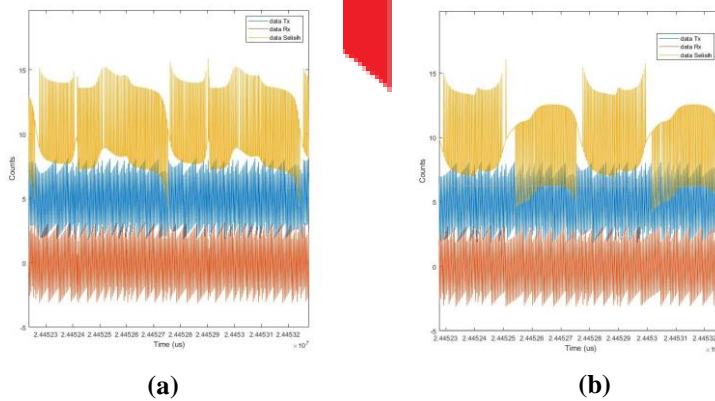 data Tx
data Rx
data Selisih
15
10
5
0
-5
Counts
2.44523 2.44524 2.44525 2.44526 2.44527 2.44528 2.44529 2.4453 2.44531 2.44532
Time (us)
×10⁷
(a)
data Tx
data Rx
data Selisih
15
10
5
0
-5
Counts
2.44523 2.44524 2.44525 2.44526 2.44527 2.44528 2.44529 2.4453 2.44531 2.44532
Time (us)
(b)